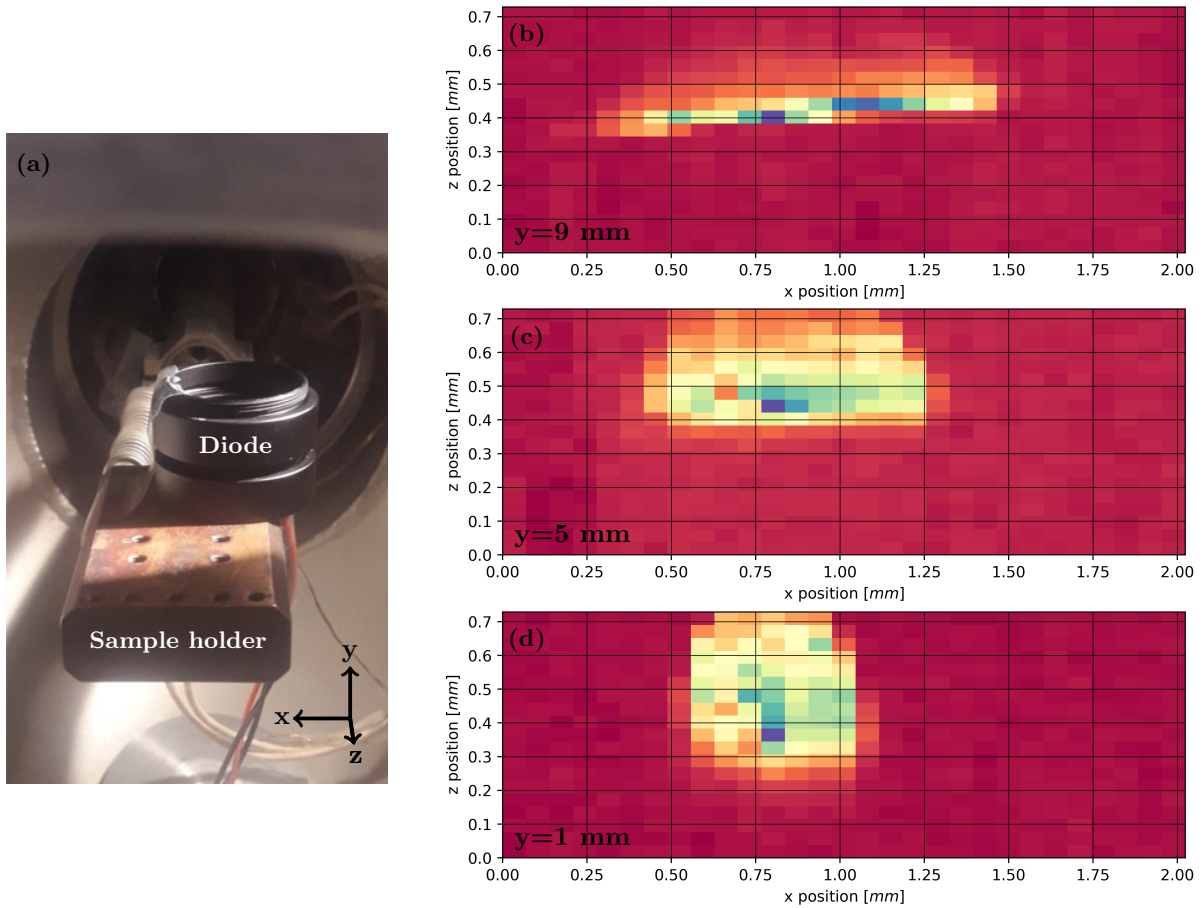 (a)
Diode
Sample holder
y
x
z
(b)
0.7
0.6
0.5
0.4
0.3
0.2
0.1
0.0
z position [mm]
y=9 mm
0.00 0.25 0.50 0.75 1.00 1.25 1.50 1.75 2.00
x position [mm]
(c)
0.7
0.6
0.5
0.4
0.3
0.2
0.1
0.0
z position [mm]
y=5 mm
0.00 0.25 0.50 0.75 1.00 1.25 1.50 1.75 2.00
x position [mm]
(d)
0.7
0.6
0.5
0.4
0.3
0.2
0.1
0.0
z position [mm]
y=1 mm
0.00 0.25 0.50 0.75 1.00 1.25 1.50 1.75 2.00
x position [mm]